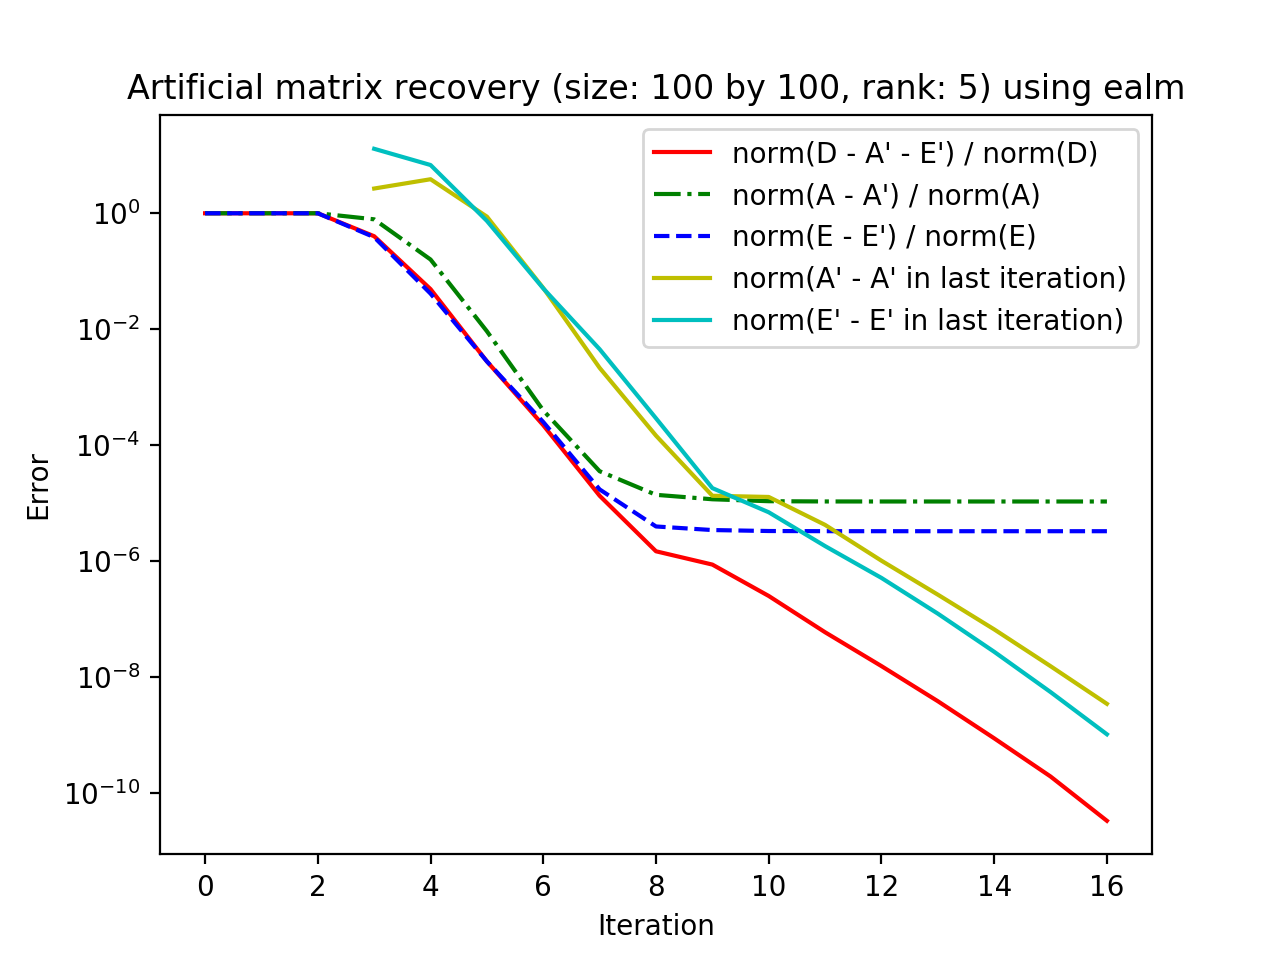 Artificial matrix recovery (size: 100 by 100, rank: 5) using ealm
norm(D - A' - E') / norm(D)
norm(A - A') / norm(A)
norm(E - E') / norm(E)
norm(A' - A' in last iteration)
norm(E' - E' in last iteration)
Error
10⁰
10⁻²
10⁻⁴
10⁻⁶
10⁻⁸
10⁻¹⁰
0 2 4 6 8 10 12 14 16
Iteration